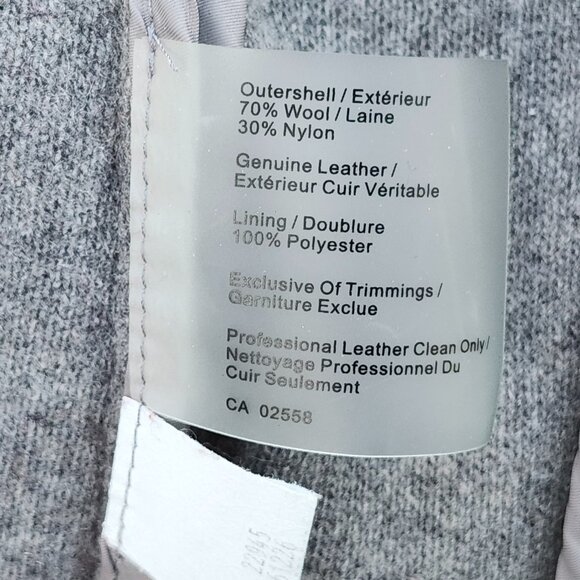 Outershell / Extérieur
70% Wool / Laine
30% Nylon
Genuine Leather /
Extérieur Cuir Véritable
Lining / Doublure
100% Polyester
Exclusive Of Trimmings /
Garniture Exclue
Professional Leather Clean Only/
Nettoyage Professionnel Du
Cuir Seulement
CA 02558